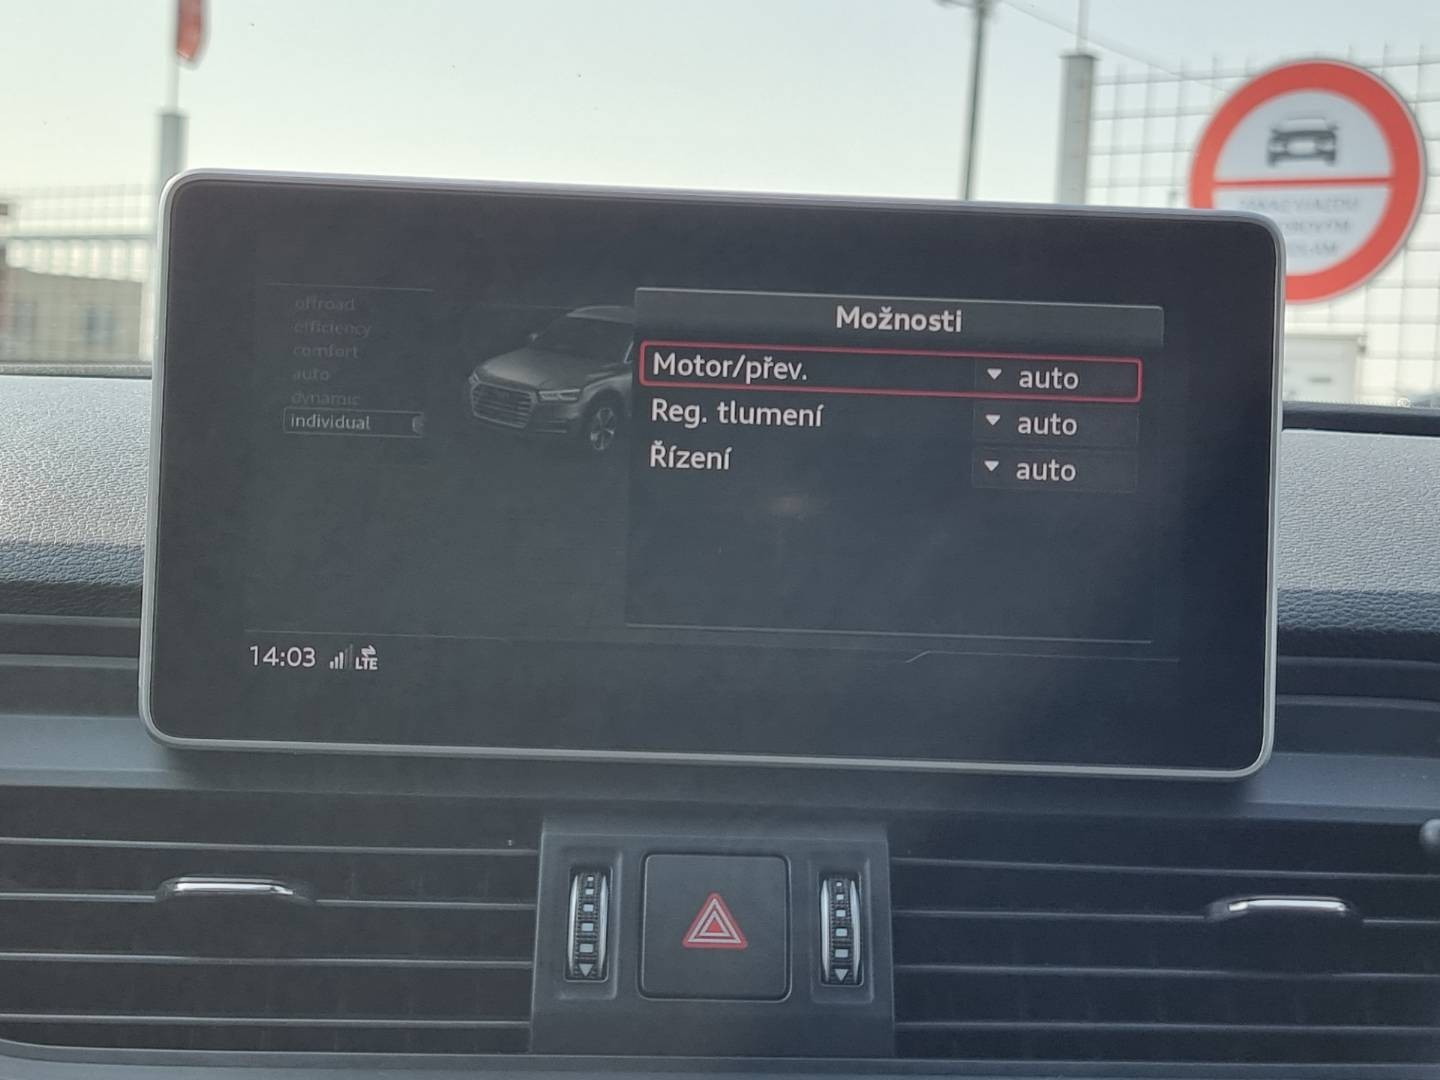 offroad
efficiency
comfort
auto
dynamic
individual
Možnosti
Motor/přev. auto
Reg. tlumení auto
Řízení auto
14:03 LTE